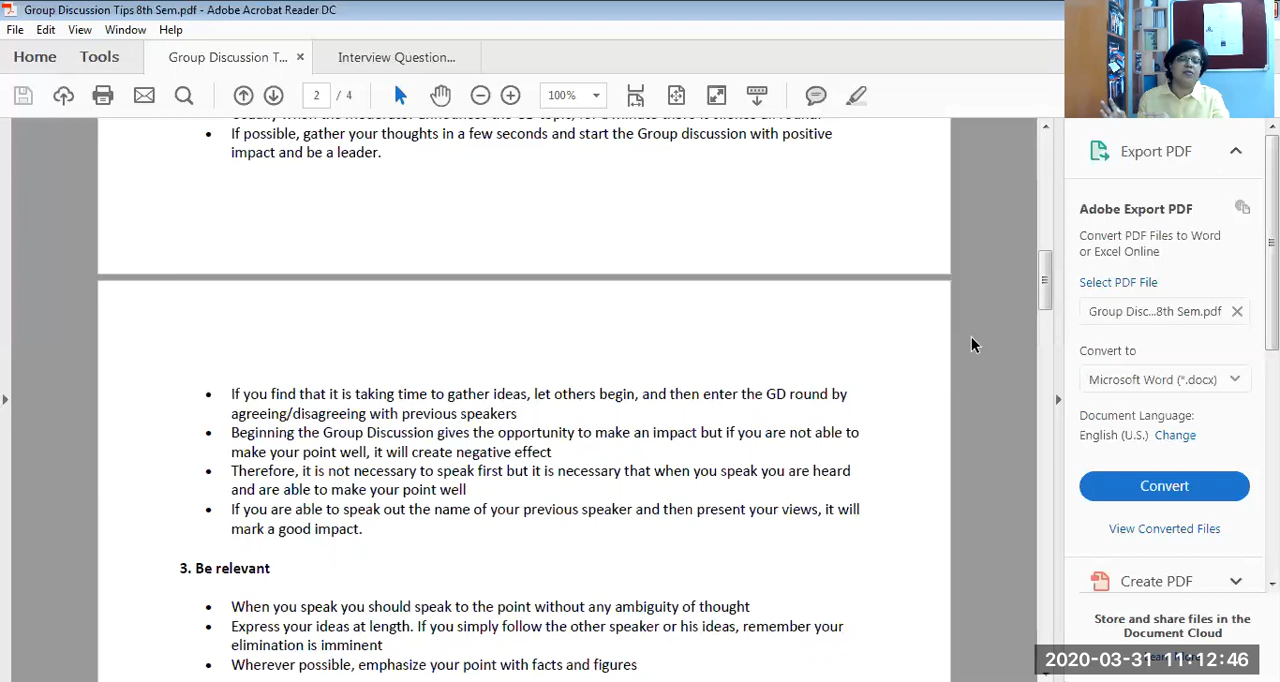 Group Discussion Tips 8th Sem.pdf - Adobe Acrobat Reader DC
File Edit View Window Help
Home Tools Group Discussion T... × Interview Question...
2 / 4 100%
• If possible, gather your thoughts in a few seconds and start the Group discussion with positive
impact and be a leader.
• If you find that it is taking time to gather ideas, let others begin, and then enter the GD round by
agreeing/disagreeing with previous speakers
• Beginning the Group Discussion gives the opportunity to make an impact but if you are not able to
make your point well, it will create negative effect
• Therefore, it is not necessary to speak first but it is necessary that when you speak you are heard
and are able to make your point well
• If you are able to speak out the name of your previous speaker and then present your views, it will
mark a good impact.
3. Be relevant
• When you speak you should speak to the point without any ambiguity of thought
• Express your ideas at length. If you simply follow the other speaker or his ideas, remember your
elimination is imminent
• Wherever possible, emphasize your point with facts and figures
Export PDF
Adobe Export PDF
Convert PDF Files to Word
or Excel Online
Select PDF File
Group Disc...8th Sem.pdf
Convert to
Microsoft Word (*.docx)
Document Language:
English (U.S.) Change
Convert
View Converted Files
Create PDF
Store and share files in the
Document Cloud
2020-03-31 11:12:46